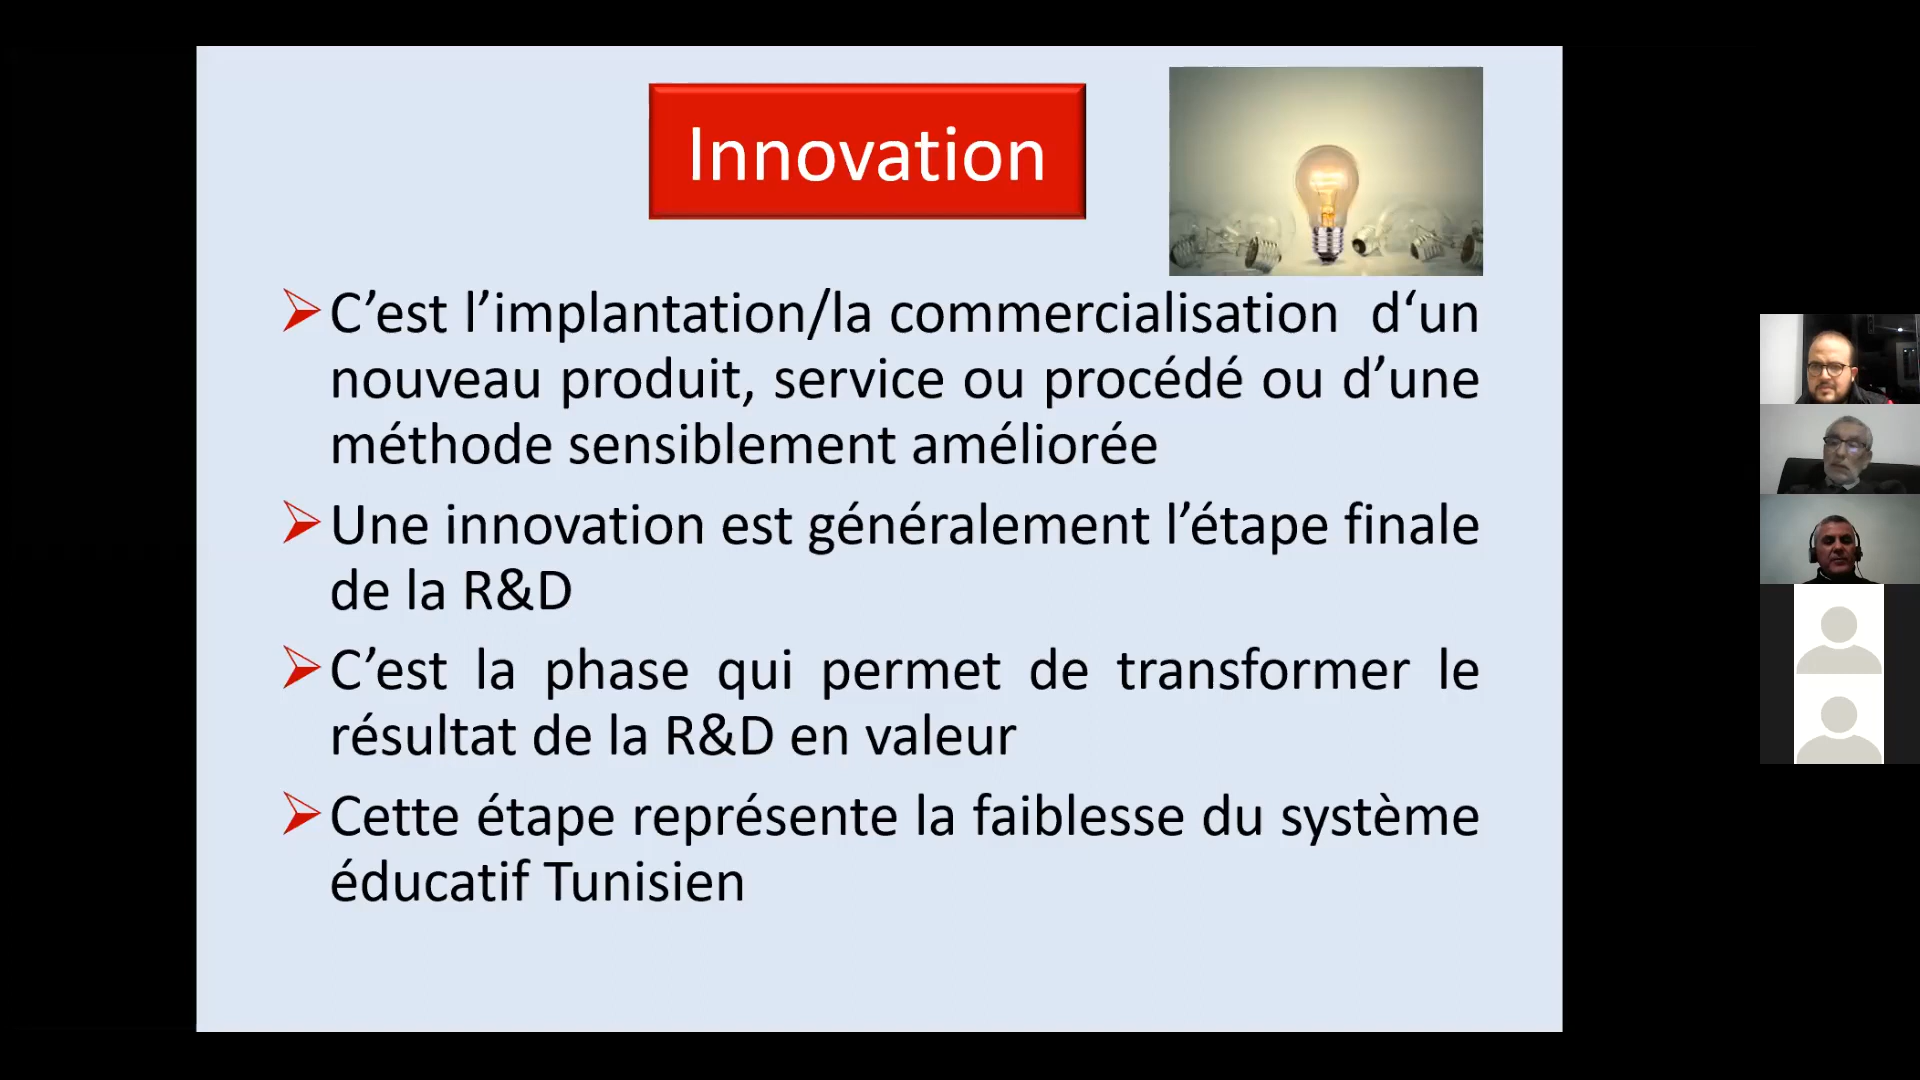 Innovation
C’est l’implantation/la commercialisation d‘un
nouveau produit, service ou procédé ou d’une
méthode sensiblement améliorée
Une innovation est généralement l’étape finale
de la R&D
C’est la phase qui permet de transformer le
résultat de la R&D en valeur
Cette étape représente la faiblesse du système
éducatif Tunisien